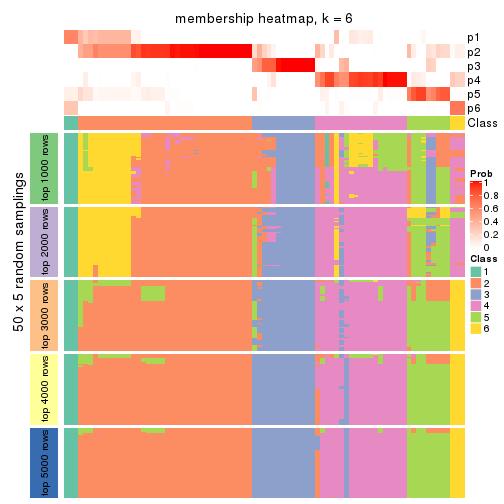 membership heatmap, k = 6
p1
p2
p3
p4
p5
p6
Class
50 x 5 random samplings
top 1000 rows
top 2000 rows
top 3000 rows
top 4000 rows
top 5000 rows
Prob
1
0.8
0.6
0.4
0.2
0
Class
1
2
3
4
5
6